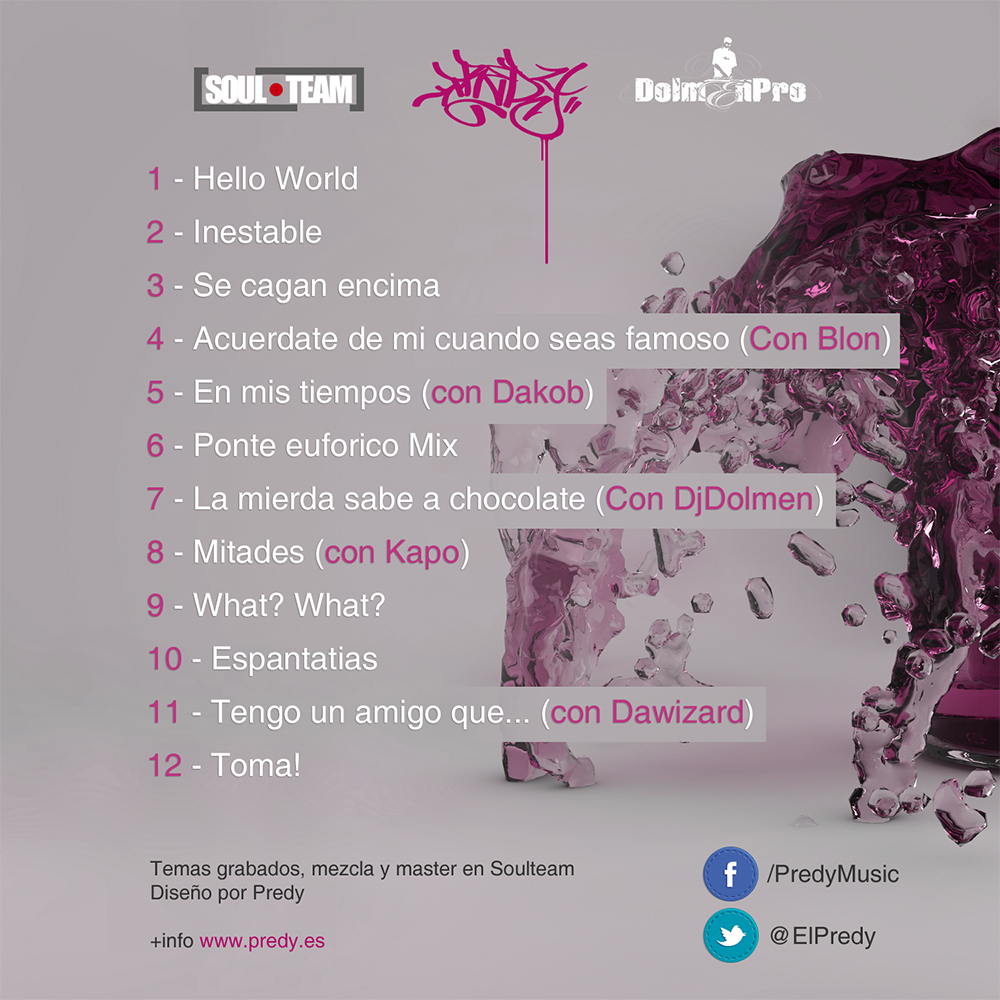 SOUL TEAM
PREDY
DolmEnPro
1 - Hello World
2 - Inestable
3 - Se cagan encima
4 - Acuerdate de mi cuando seas famoso (Con Blon)
5 - En mis tiempos (con Dakob)
6 - Ponte euforico Mix
7 - La mierda sabe a chocolate (Con DjDolmen)
8 - Mitades (con Kapo)
9 - What? What?
10 - Espantatias
11 - Tengo un amigo que... (con Dawizard)
12 - Toma!
Temas grabados, mezcla y master en Soulteam
Diseño por Predy
+info www.predy.es
/PredyMusic
@ElPredy